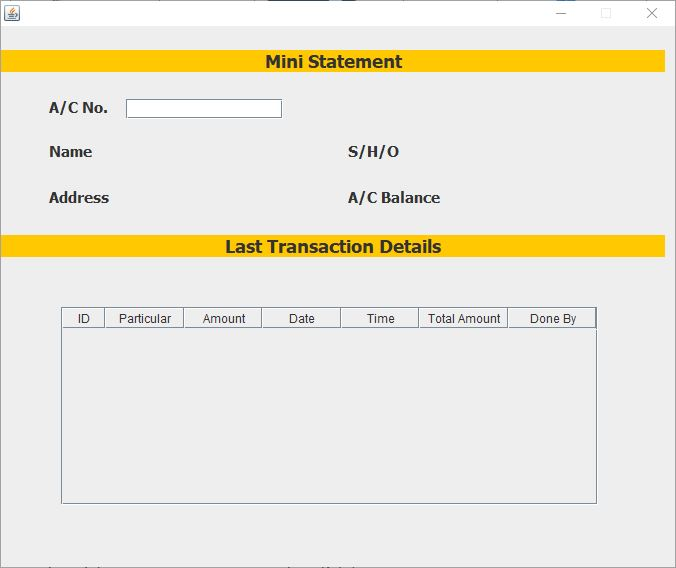 Mini Statement
A/C No.
Name S/H/O
Address A/C Balance
Last Transaction Details
ID Particular Amount Date Time Total Amount Done By